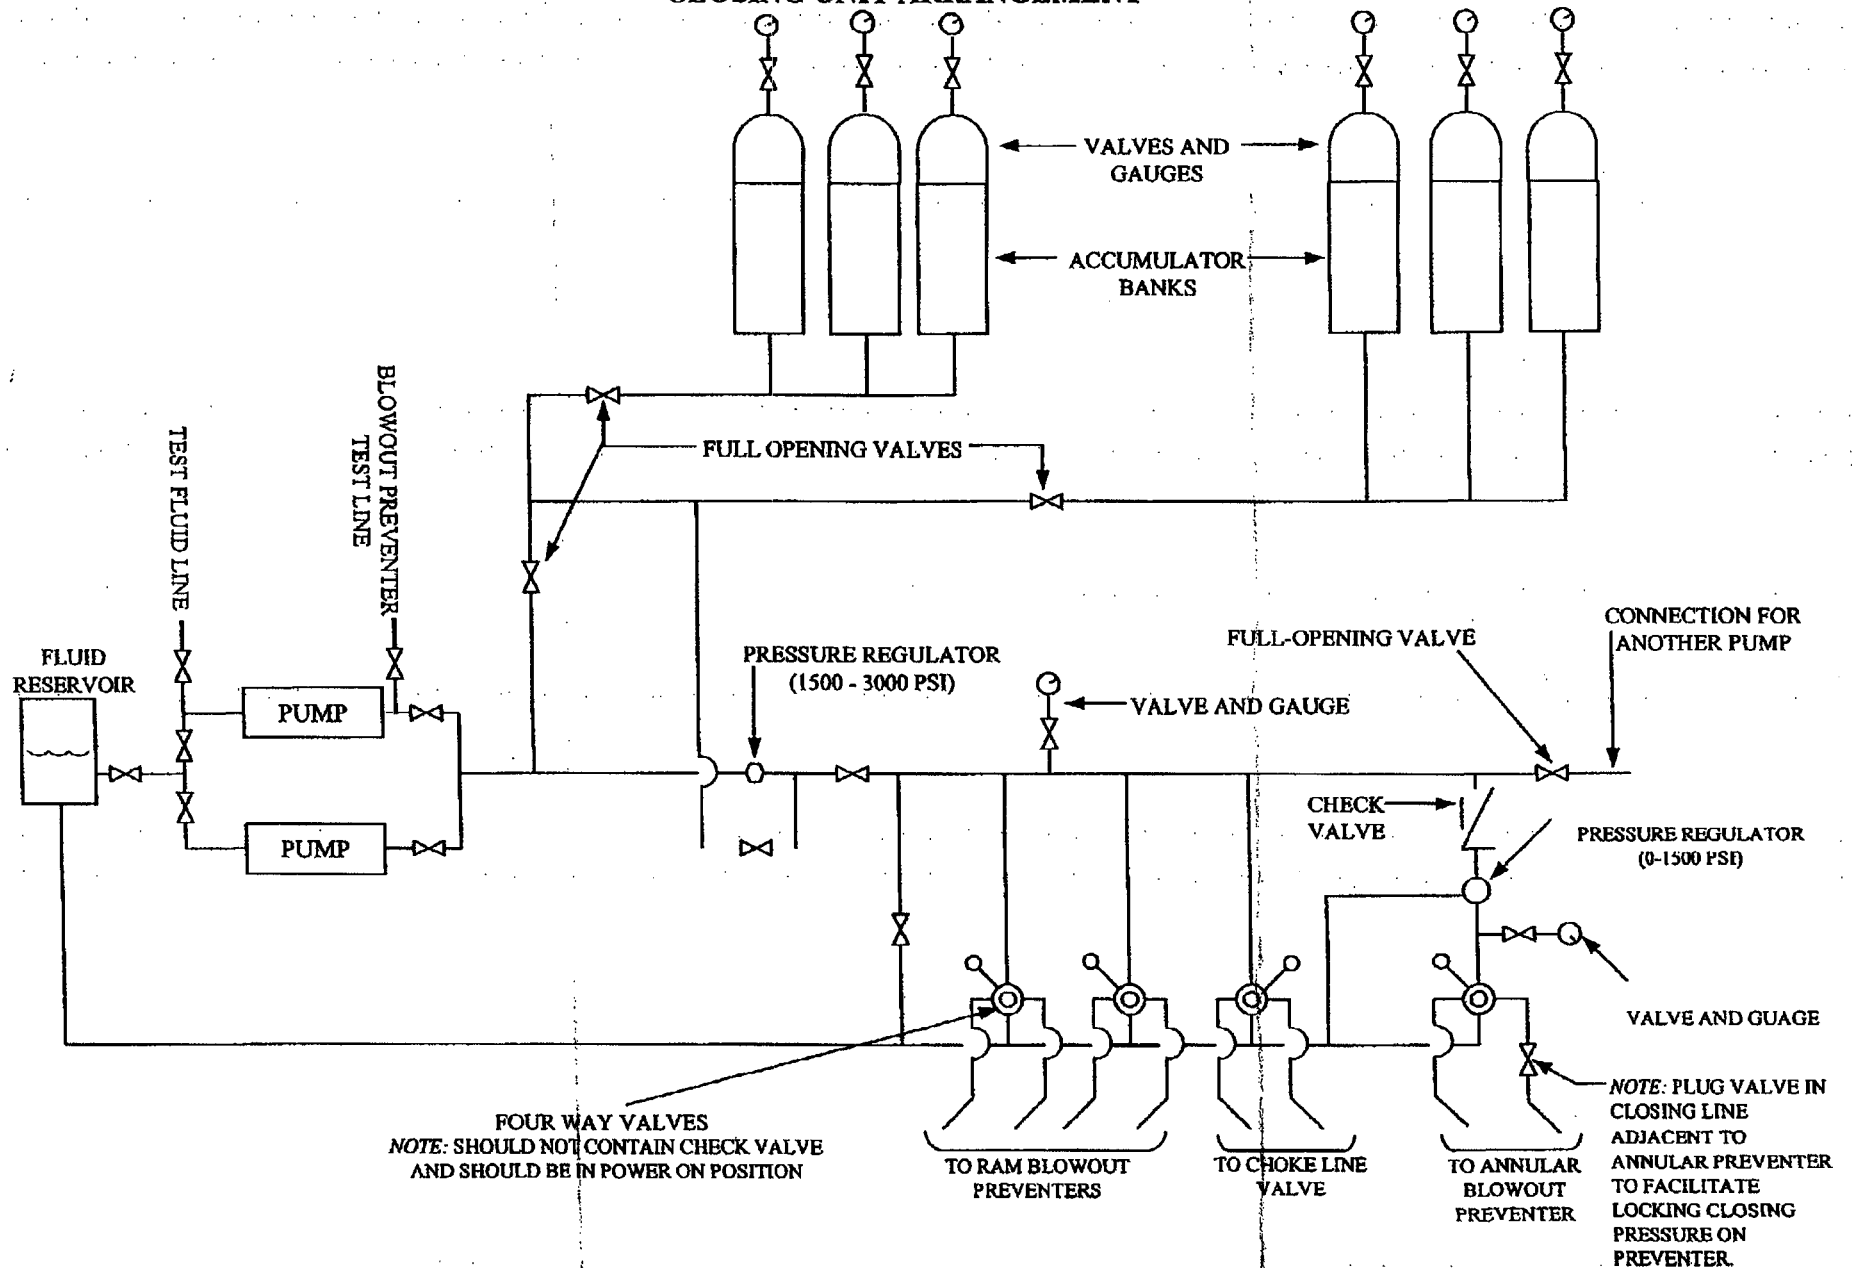 CLOSING UNIT ARRANGEMENT
VALVES AND
GAUGES
ACCUMULATOR
BANKS
FULL OPENING VALVES
TEST FLUID LINE
BLOWOUT PREVENTER
TEST LINE
FLUID
RESERVOIR
PUMP
PUMP
PRESSURE REGULATOR
(1500 - 3000 PSI)
VALVE AND GAUGE
FULL-OPENING VALVE
CONNECTION FOR
ANOTHER PUMP
CHECK
VALVE
PRESSURE REGULATOR
(0-1500 PSI)
VALVE AND GUAGE
FOUR WAY VALVES
NOTE: SHOULD NOT CONTAIN CHECK VALVE
AND SHOULD BE IN POWER ON POSITION
TO RAM BLOWOUT
PREVENTERS
TO CHOKE LINE
VALVE
TO ANNULAR
BLOWOUT
PREVENTER
NOTE: PLUG VALVE IN
CLOSING LINE
ADJACENT TO
ANNULAR PREVENTER
TO FACILITATE
LOCKING CLOSING
PRESSURE ON
PREVENTER.